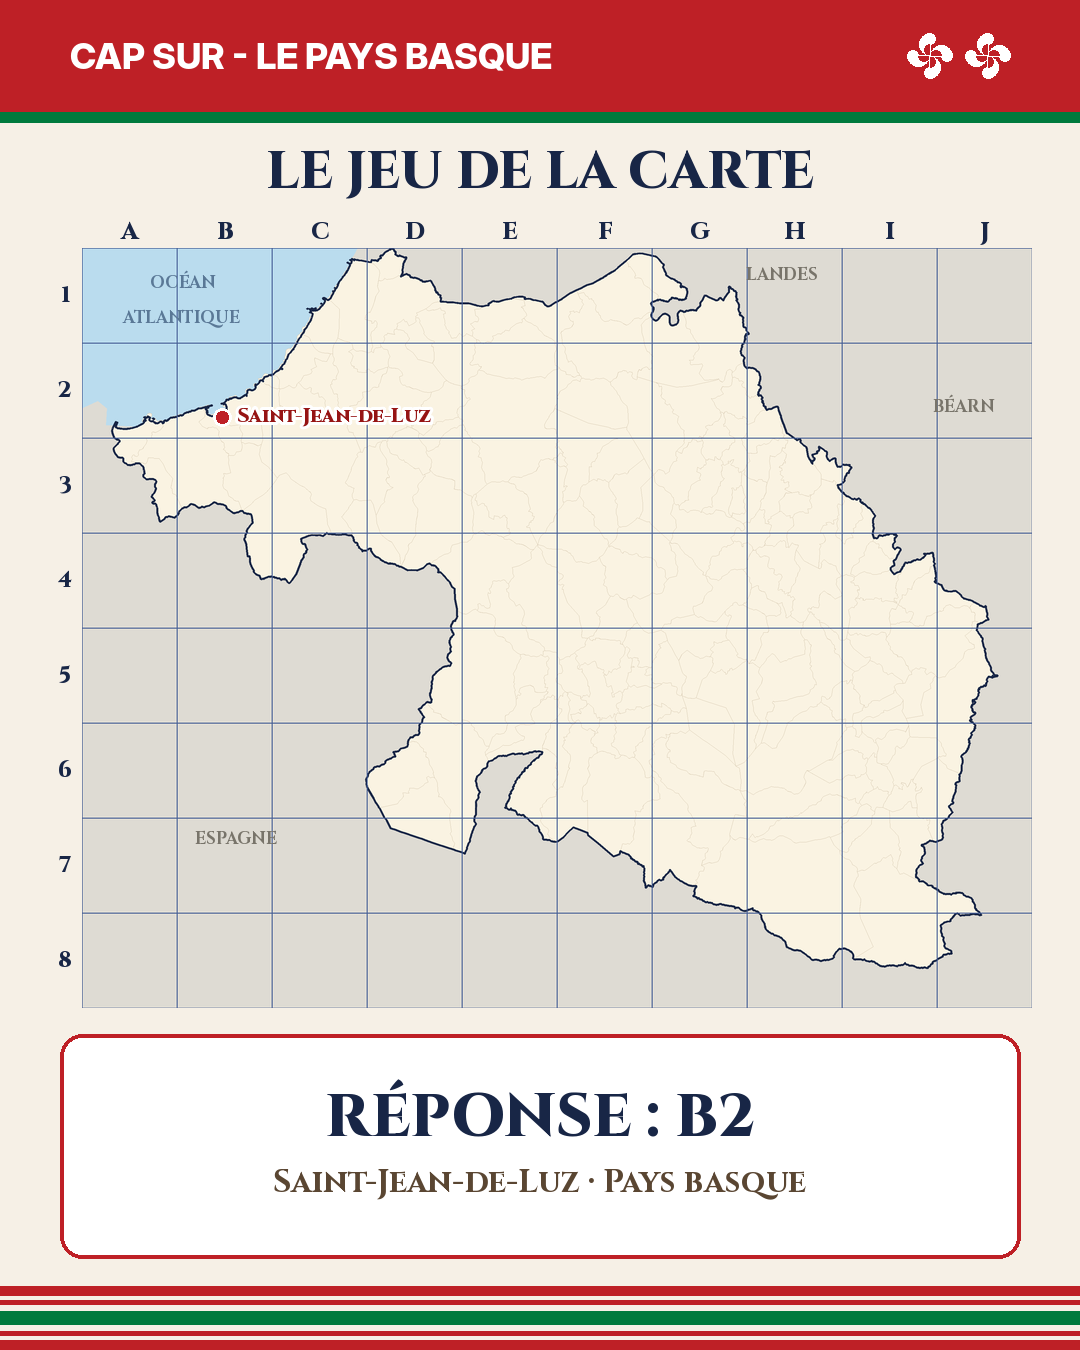 CAP SUR - LE PAYS BASQUE
LE JEU DE LA CARTE
A B C D E F G H I J
1
OCÉAN
ATLANTIQUE
LANDES
2
SAINT-JEAN-DE-LUZ
BÉARN
3
4
5
6
ESPAGNE
7
8
RÉPONSE : B2
SAINT-JEAN-DE-LUZ · PAYS BASQUE